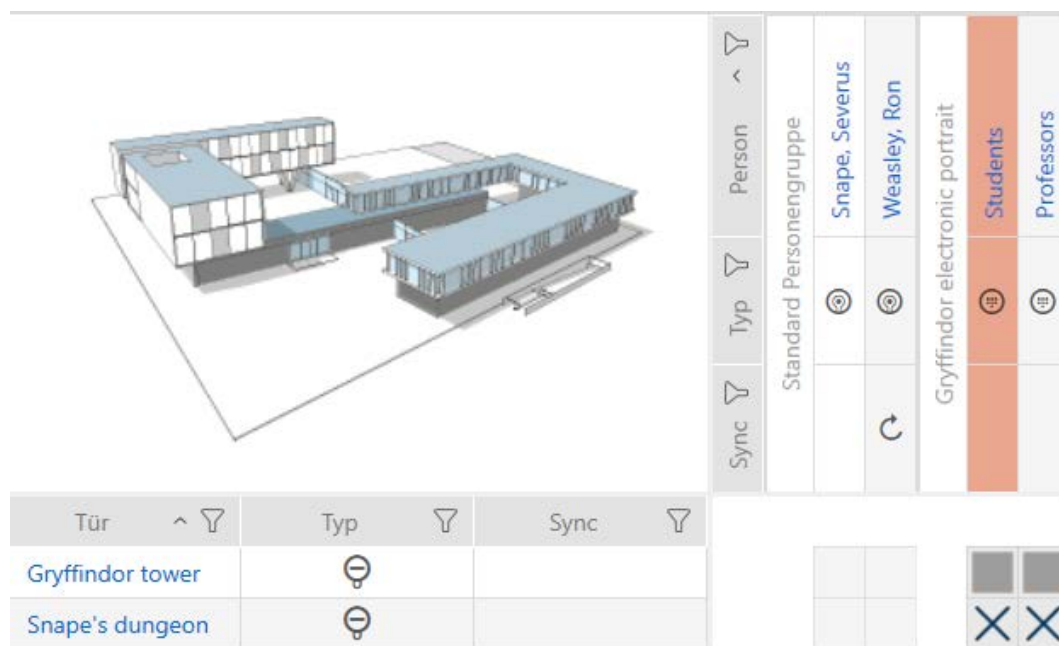 Person
Typ
Sync
Standard Personengruppe
Snape, Severus
Weasley, Ron
Gryffindor electronic portrait
Students
Professors
Tür Typ Sync
Gryffindor tower
Snape's dungeon